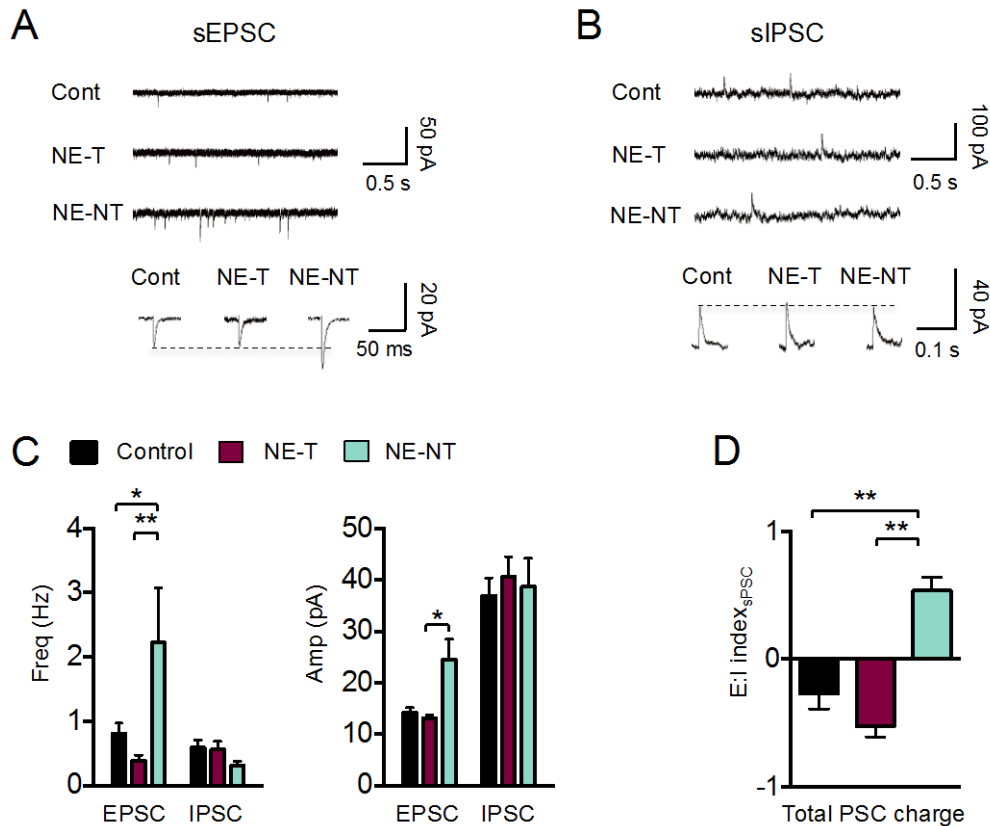 A
sEPSC
Cont
NE-T
NE-NT
50 pA
0.5 s
Cont NE-T NE-NT
20 pA
50 ms
B
sIPSC
Cont
NE-T
NE-NT
100 pA
0.5 s
Cont NE-T NE-NT
40 pA
0.1 s
C
Control NE-T NE-NT
*
**
4
3
2
1
0
Freq (Hz)
EPSC IPSC
*
50
40
30
20
10
0
Amp (pA)
EPSC IPSC
D
**
**
1
0
-1
E:I index sPSC
Total PSC charge